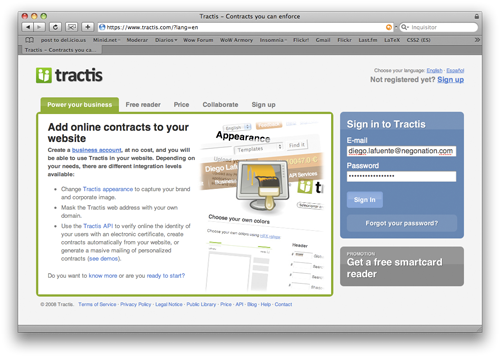 Tractis – Contracts you can enforce
https://www.tractis.com/?lang=en
Inquisitor
post to del.icio.us Minid.net Moderar Diarios Wow Forum WoW Armory Insomnia Flickr! Gmail Flickr Last.fm LaTeX CSS2 (ES)
Tractis – Contracts you ca...
Choose your language: English · Español
tractis
Not registered yet? Sign up
Power your business Free reader Price Collaborate Sign up
Add online contracts to your
website
Create a business account, at no cost, and you will
be able to use Tractis in your website. Depending on
your needs, there are different integration levels
available:
Change Tractis appearance to capture your brand
and corporate image.
Mask the Tractis web address with your own
domain.
Use the Tractis API to verify online the identity of
your users with an electronic certificate, create
contracts automatically from your website, or
generate a massive mailing of personalized
contracts (see demos).
Do you want to know more or are you ready to start?
English
Appearance
Templates Find it
Diego Lafuente
Choose your own colors
Header
Sign in to Tractis
E-mail
diego.lafuente@negonation.com
Password
Sign in
Forgot your password?
PROMOTION
Get a free smartcard
reader
© 2008 Tractis. Terms of Service · Privacy Policy · Legal Notice · Public Library · Price · API · Blog · Help · Contact